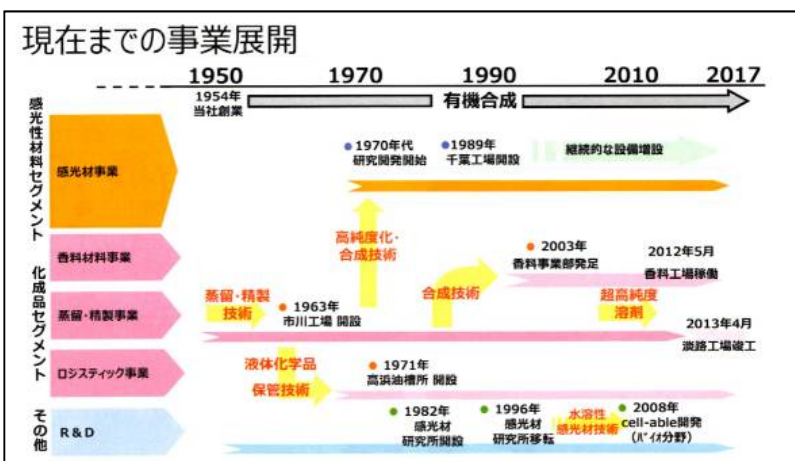 現在までの事業展開
1950
1970
1990
2010
2017
1954年
当社創業
有機合成
感光性材料セグメント
感光材事業
1970年代
研究開発開始
1989年
千葉工場開設
継続的な設備増設
高純度化・
合成技術
化成品セグメント
香料材料事業
2003年
香料事業部発足
2012年5月
香料工場稼働
蒸留・精製事業
蒸留・精製
技術
1963年
市川工場 開設
合成技術
超高純度
溶剤
2013年4月
淡路工場竣工
ロジスティック事業
液体化学品
保管技術
1971年
高浜油槽所 開設
その他
R&D
1982年
感光材
研究所開設
1996年
感光材
研究所移転
水溶性
感光材技術
2008年
cell-able開発
(バイオ分野)